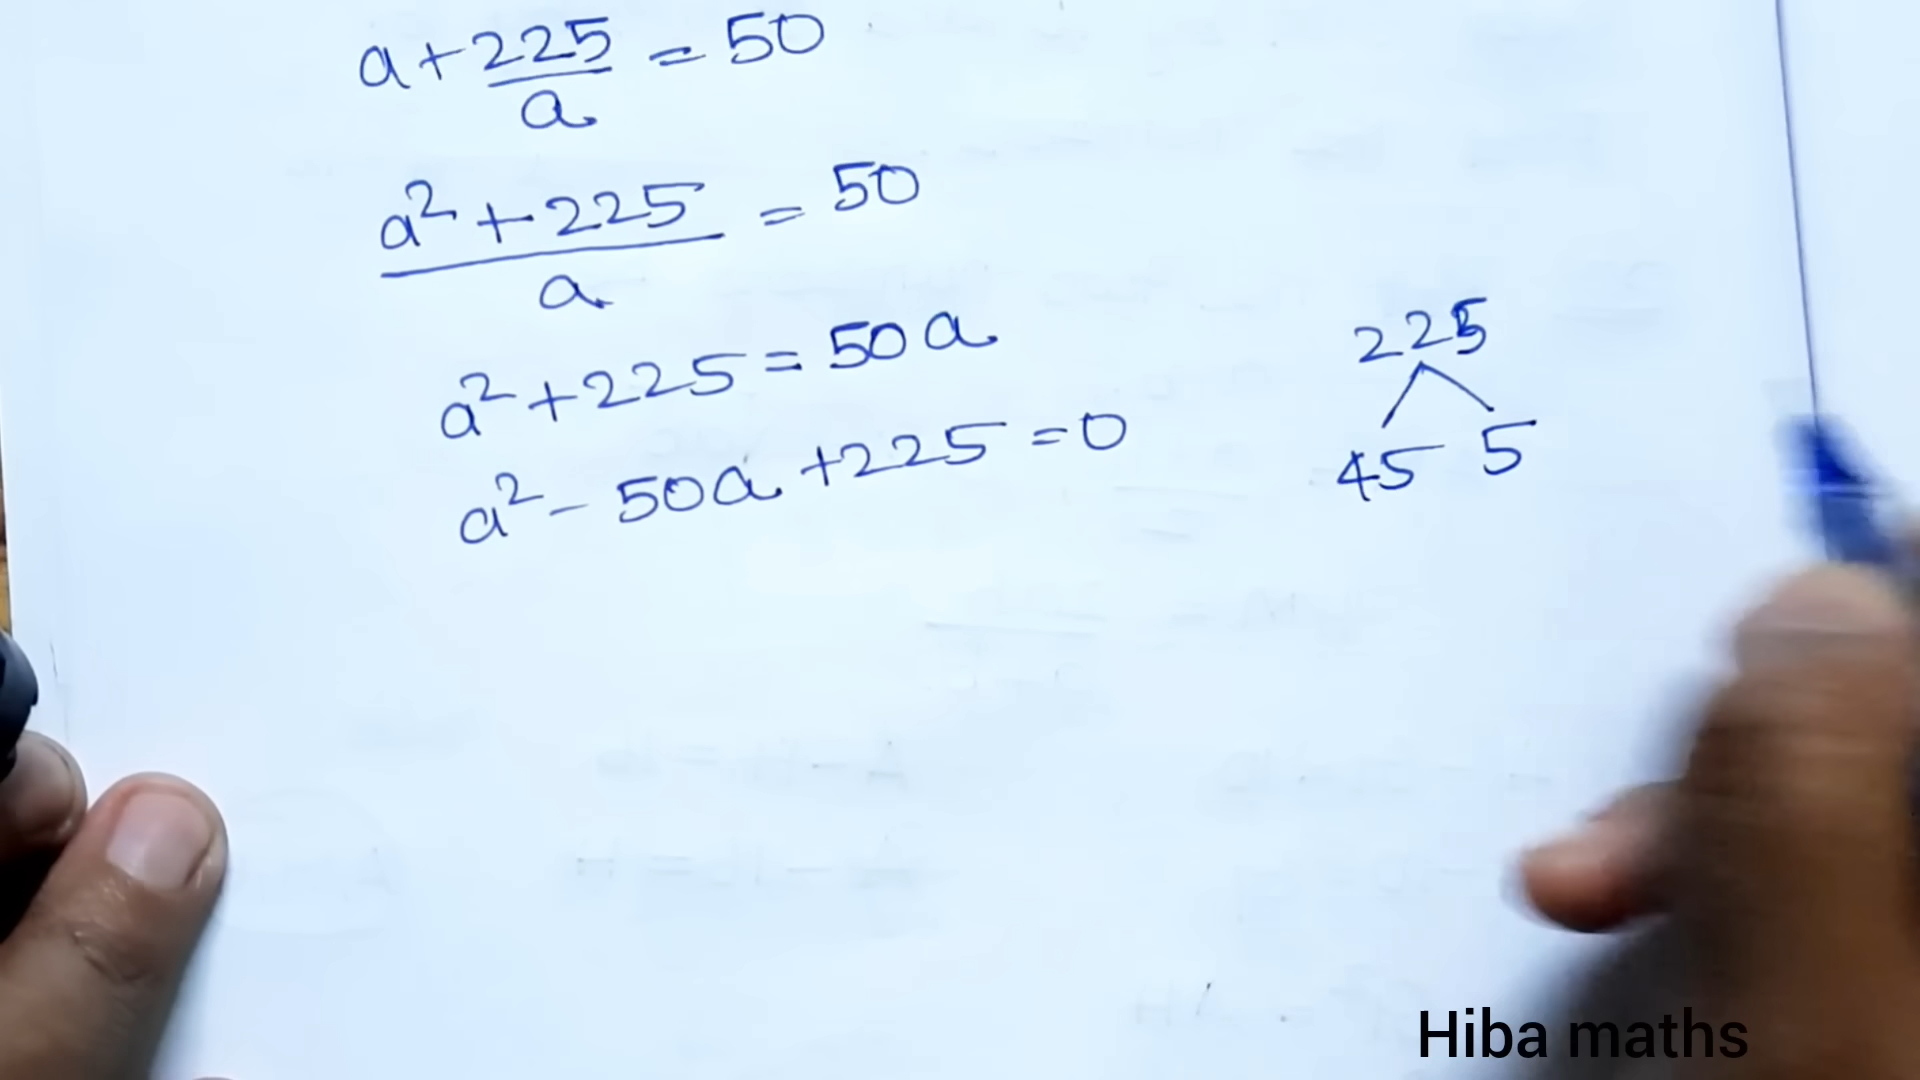 a + 225/a = 50
a² + 225/a = 50
a² + 225 = 50a
a² - 50a + 225 = 0
225
45 5
Hiba maths